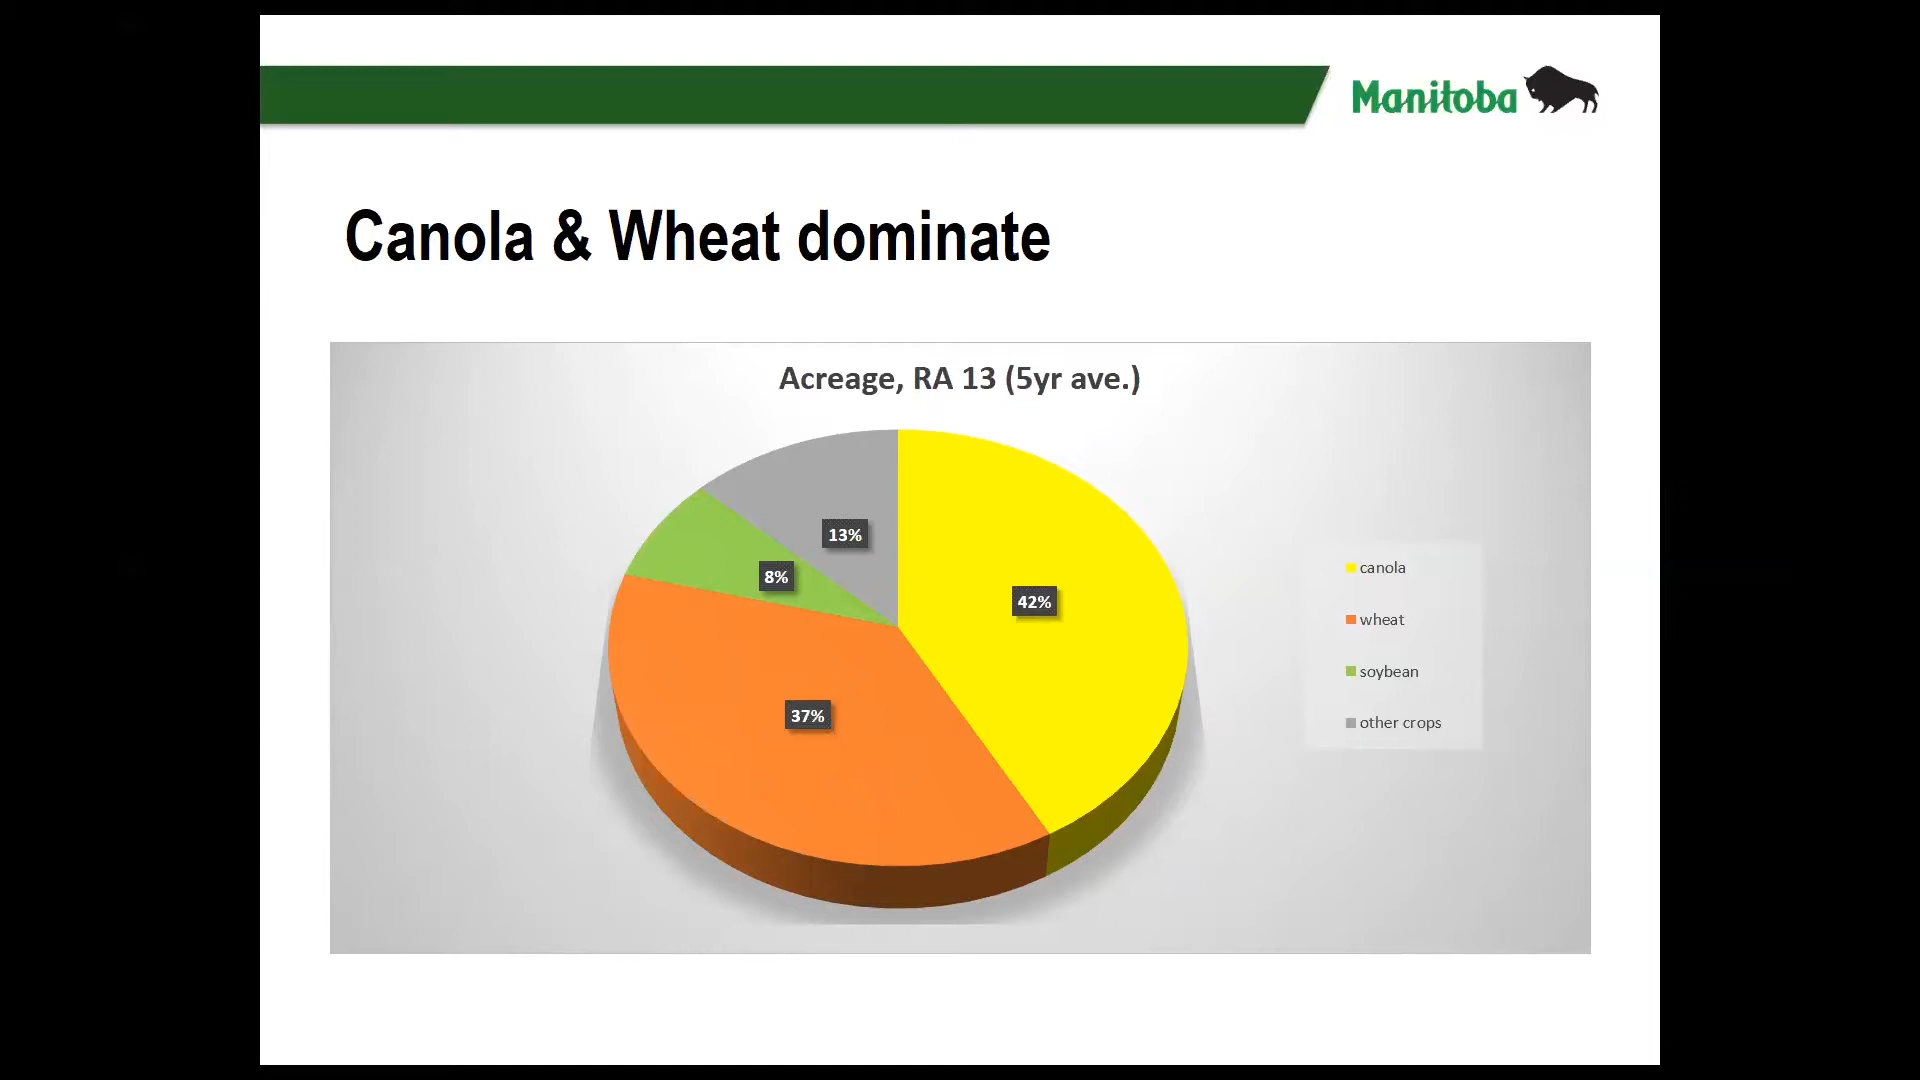 Manitoba
Canola & Wheat dominate
Acreage, RA 13 (5yr ave.)
13%
8%
42%
37%
canola
wheat
soybean
other crops